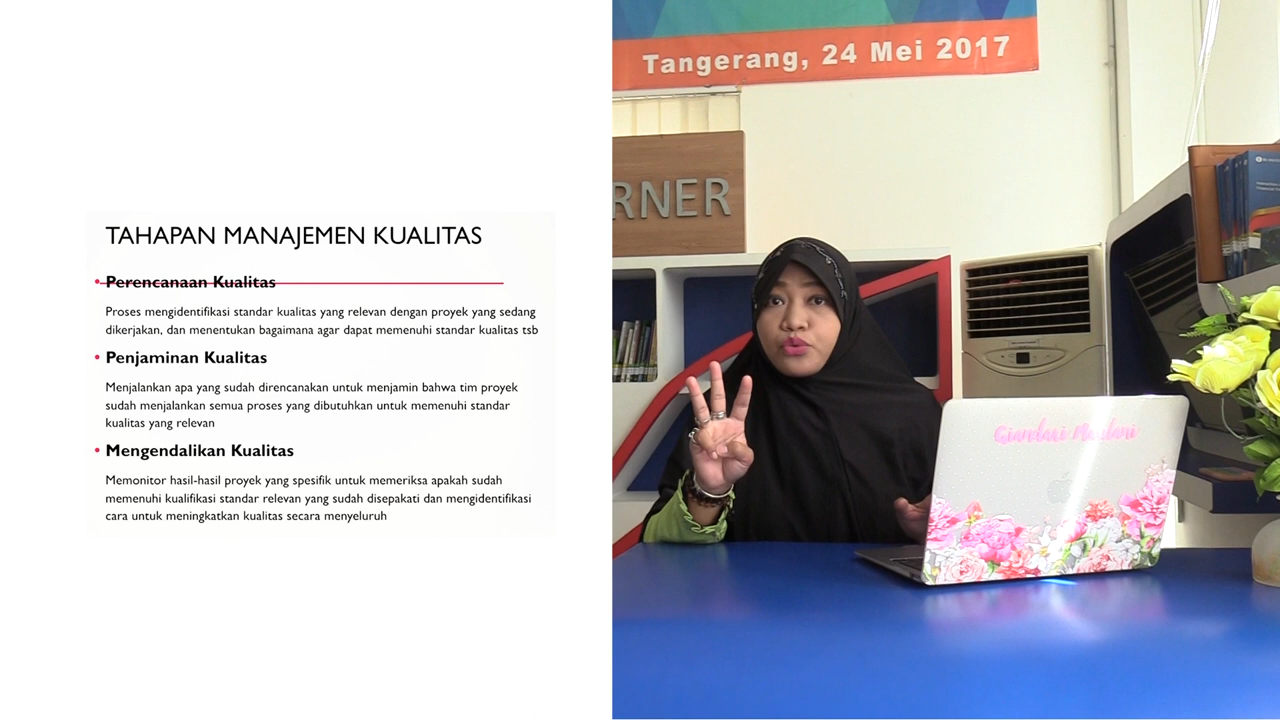 TAHAPAN MANAJEMEN KUALITAS
• Perencanaan Kualitas
Proses mengidentifikasi standar kualitas yang relevan dengan proyek yang sedang
dikerjakan, dan menentukan bagaimana agar dapat memenuhi standar kualitas tsb
• Penjaminan Kualitas
Menjalankan apa yang sudah direncanakan untuk menjamin bahwa tim proyek
sudah menjalankan semua proses yang dibutuhkan untuk memenuhi standar
kualitas yang relevan
• Mengendalikan Kualitas
Memonitor hasil-hasil proyek yang spesifik untuk memeriksa apakah sudah
memenuhi kualifikasi standar relevan yang sudah disepakati dan mengidentifikasi
cara untuk meningkatkan kualitas secara menyeluruh
Tangerang, 24 Mei 2017
RNER